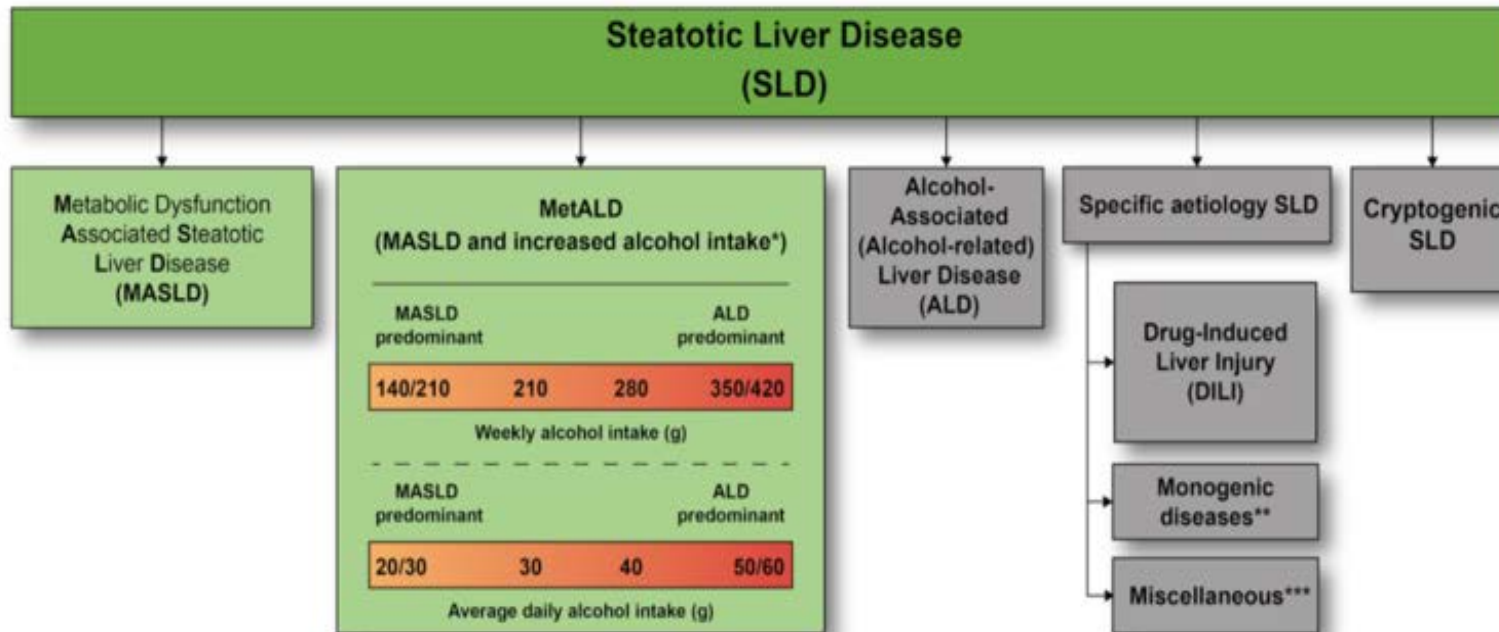 Steatotic Liver Disease
(SLD)
Metabolic Dysfunction
Associated Steatotic
Liver Disease
(MASLD)
MetALD
(MASLD and increased alcohol intake*)
MASLD
predominant
ALD
predominant
140/210 210 280 350/420
Weekly alcohol intake (g)
MASLD
predominant
ALD
predominant
20/30 30 40 50/60
Average daily alcohol intake (g)
Alcohol-
Associated
(Alcohol-related)
Liver Disease
(ALD)
Specific aetiology SLD
Drug-Induced
Liver Injury
(DILI)
Monogenic
diseases**
Miscellaneous***
Cryptogenic
SLD